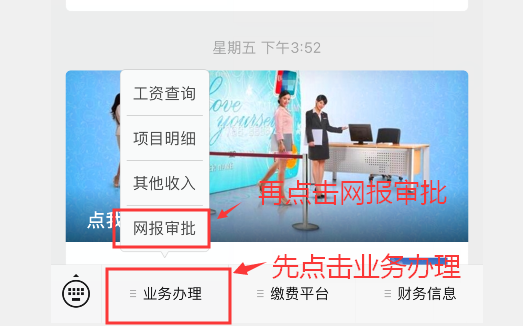 星期五 下午3:52
love
yourself
工资查询
项目明细
其他收入
网报审批
再点击网报审批
点我
先点击业务办理
业务办理
缴费平台
财务信息